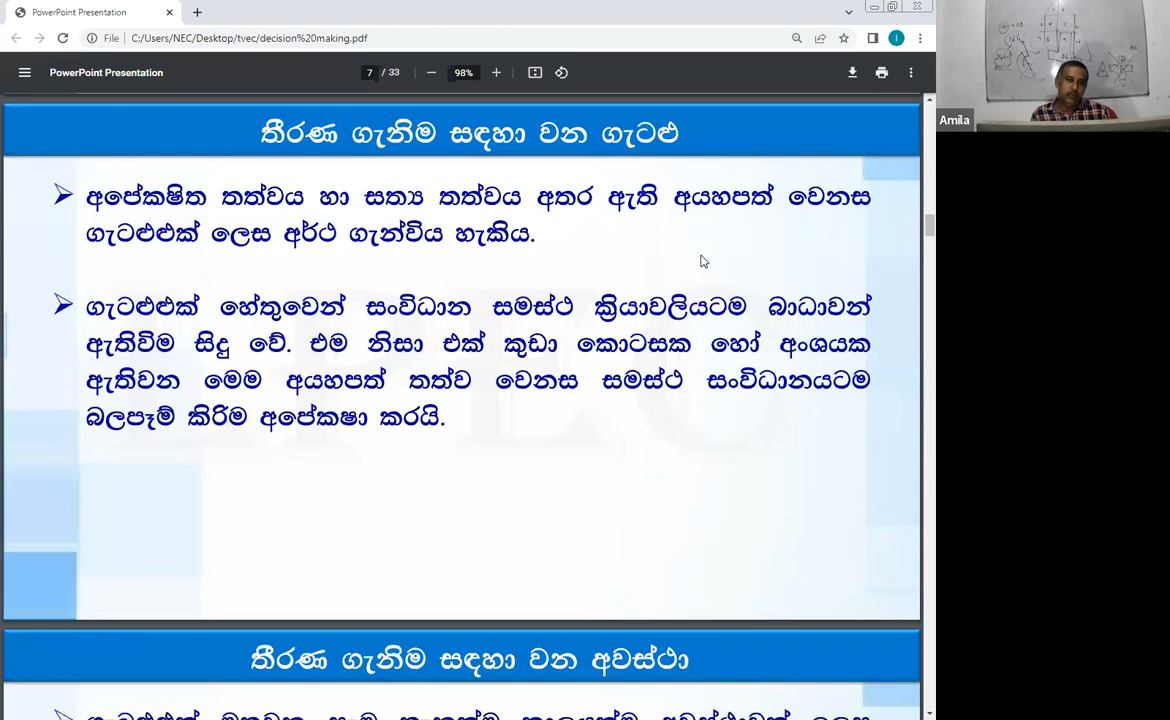 PowerPoint Presentation
File
C:/Users/NEC/Desktop/tvec/decision%20making.pdf
PowerPoint Presentation
7 / 33
98%
තීරණ ගැනිම සඳහා වන ගැටළු
අපේකෂිත තත්වය හා සත්‍ය තත්වය අතර ඇති අයහපත් වෙනස
ගැටළුළුක් ලෙස අර්ථ ගැන්විය හැකිය.
ගැටළුළුක් හේතුවෙන් සංවිධාන සමස්ථ ක්‍රියාවලියටම බාධාවන්
ඇතිවිම සිදු වේ. එම නිසා එක් කුඩා කොටසක හෝ අංශයක
ඇතිවන මෙම අයහපත් තත්ව වෙනස සමස්ථ සංවිධානයටම
බලපෑම් කිරිම අපේකෂා කරයි.
තීරණ ගැනිම සඳහා වන අවස්ථා
Amila